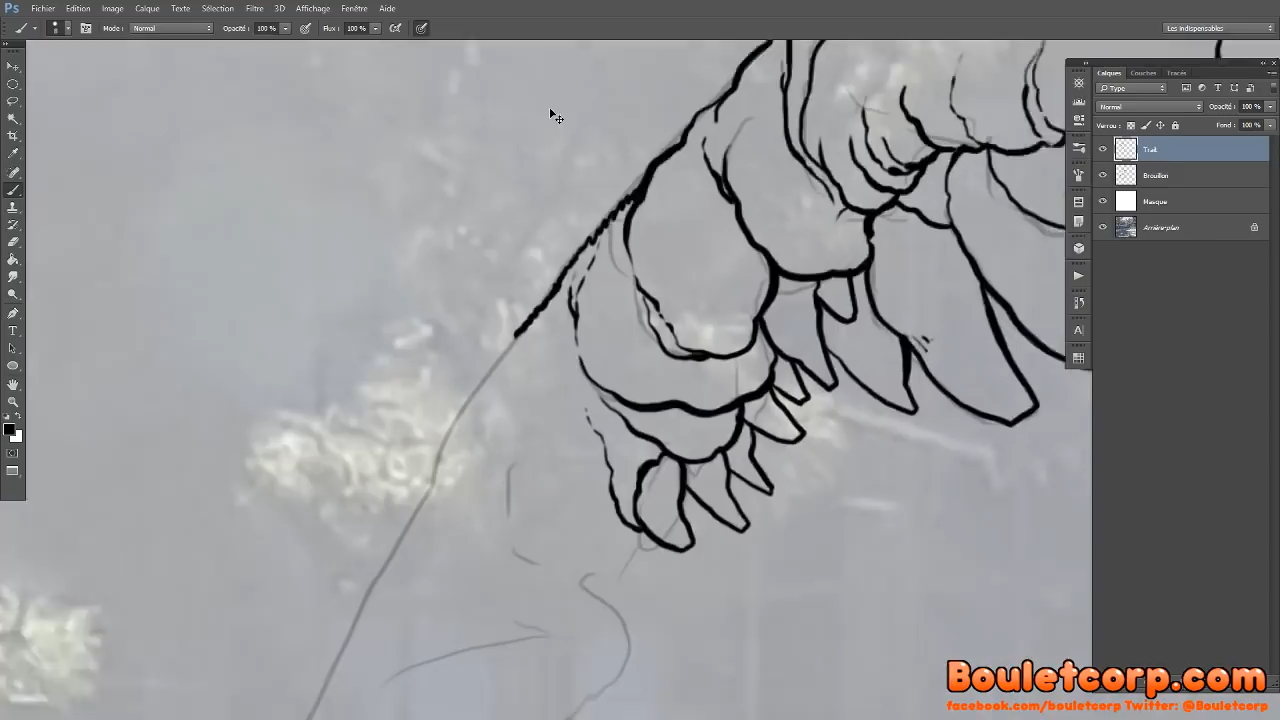 Ps Fichier Edition Image Calque Texte Sélection Filtre 3D Affichage Fenêtre Aide
Mode : Normal Opacité : 100 % Flux : 100 % Les indispensables
Calques Couches Tracés
Type
Normal Opacité : 100 %
Verrou : Fond : 100 %
Trait
Brouillon
Masque
Arrière-plan
Bouletcorp.com
facebook.com/bouletcorp Twitter: @Bouletcorp